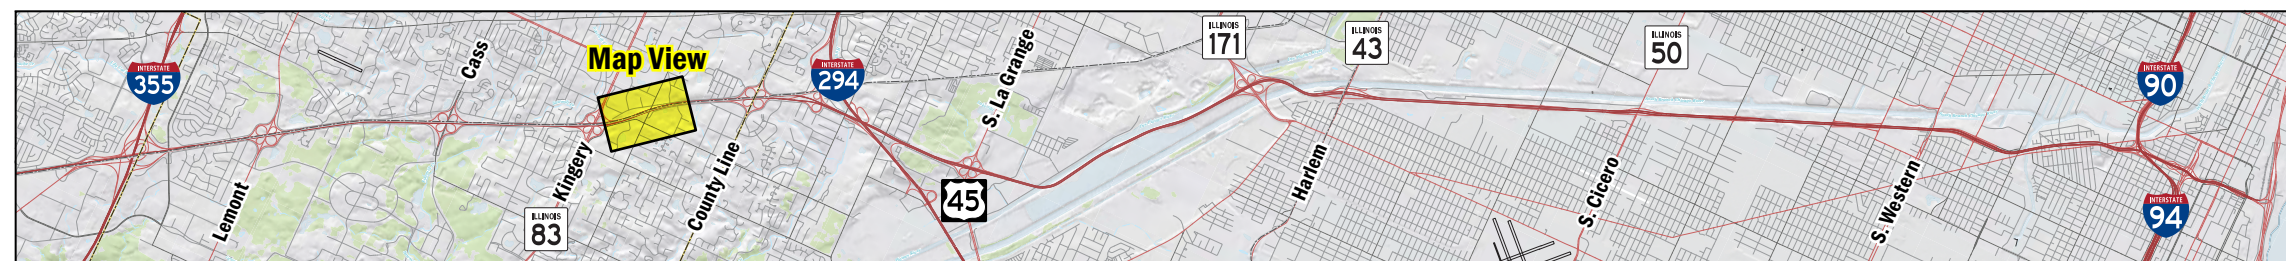 INTERSTATE
355
Lemont
Cass
Kingery
ILLINOIS
83
Map View
County Line
INTERSTATE
294
45
S. La Grange
ILLINOIS
171
Harlem
ILLINOIS
43
S. Cicero
ILLINOIS
50
S. Western
INTERSTATE
90
INTERSTATE
94